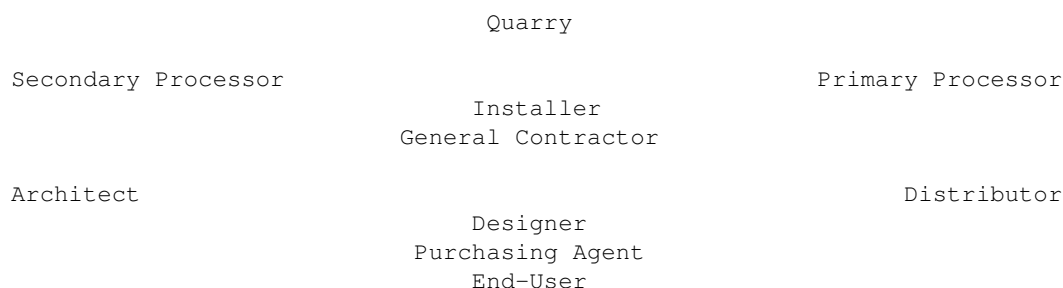 Quarry
Secondary Processor Primary Processor
Installer
General Contractor
Architect Distributor
Designer
Purchasing Agent
End-User